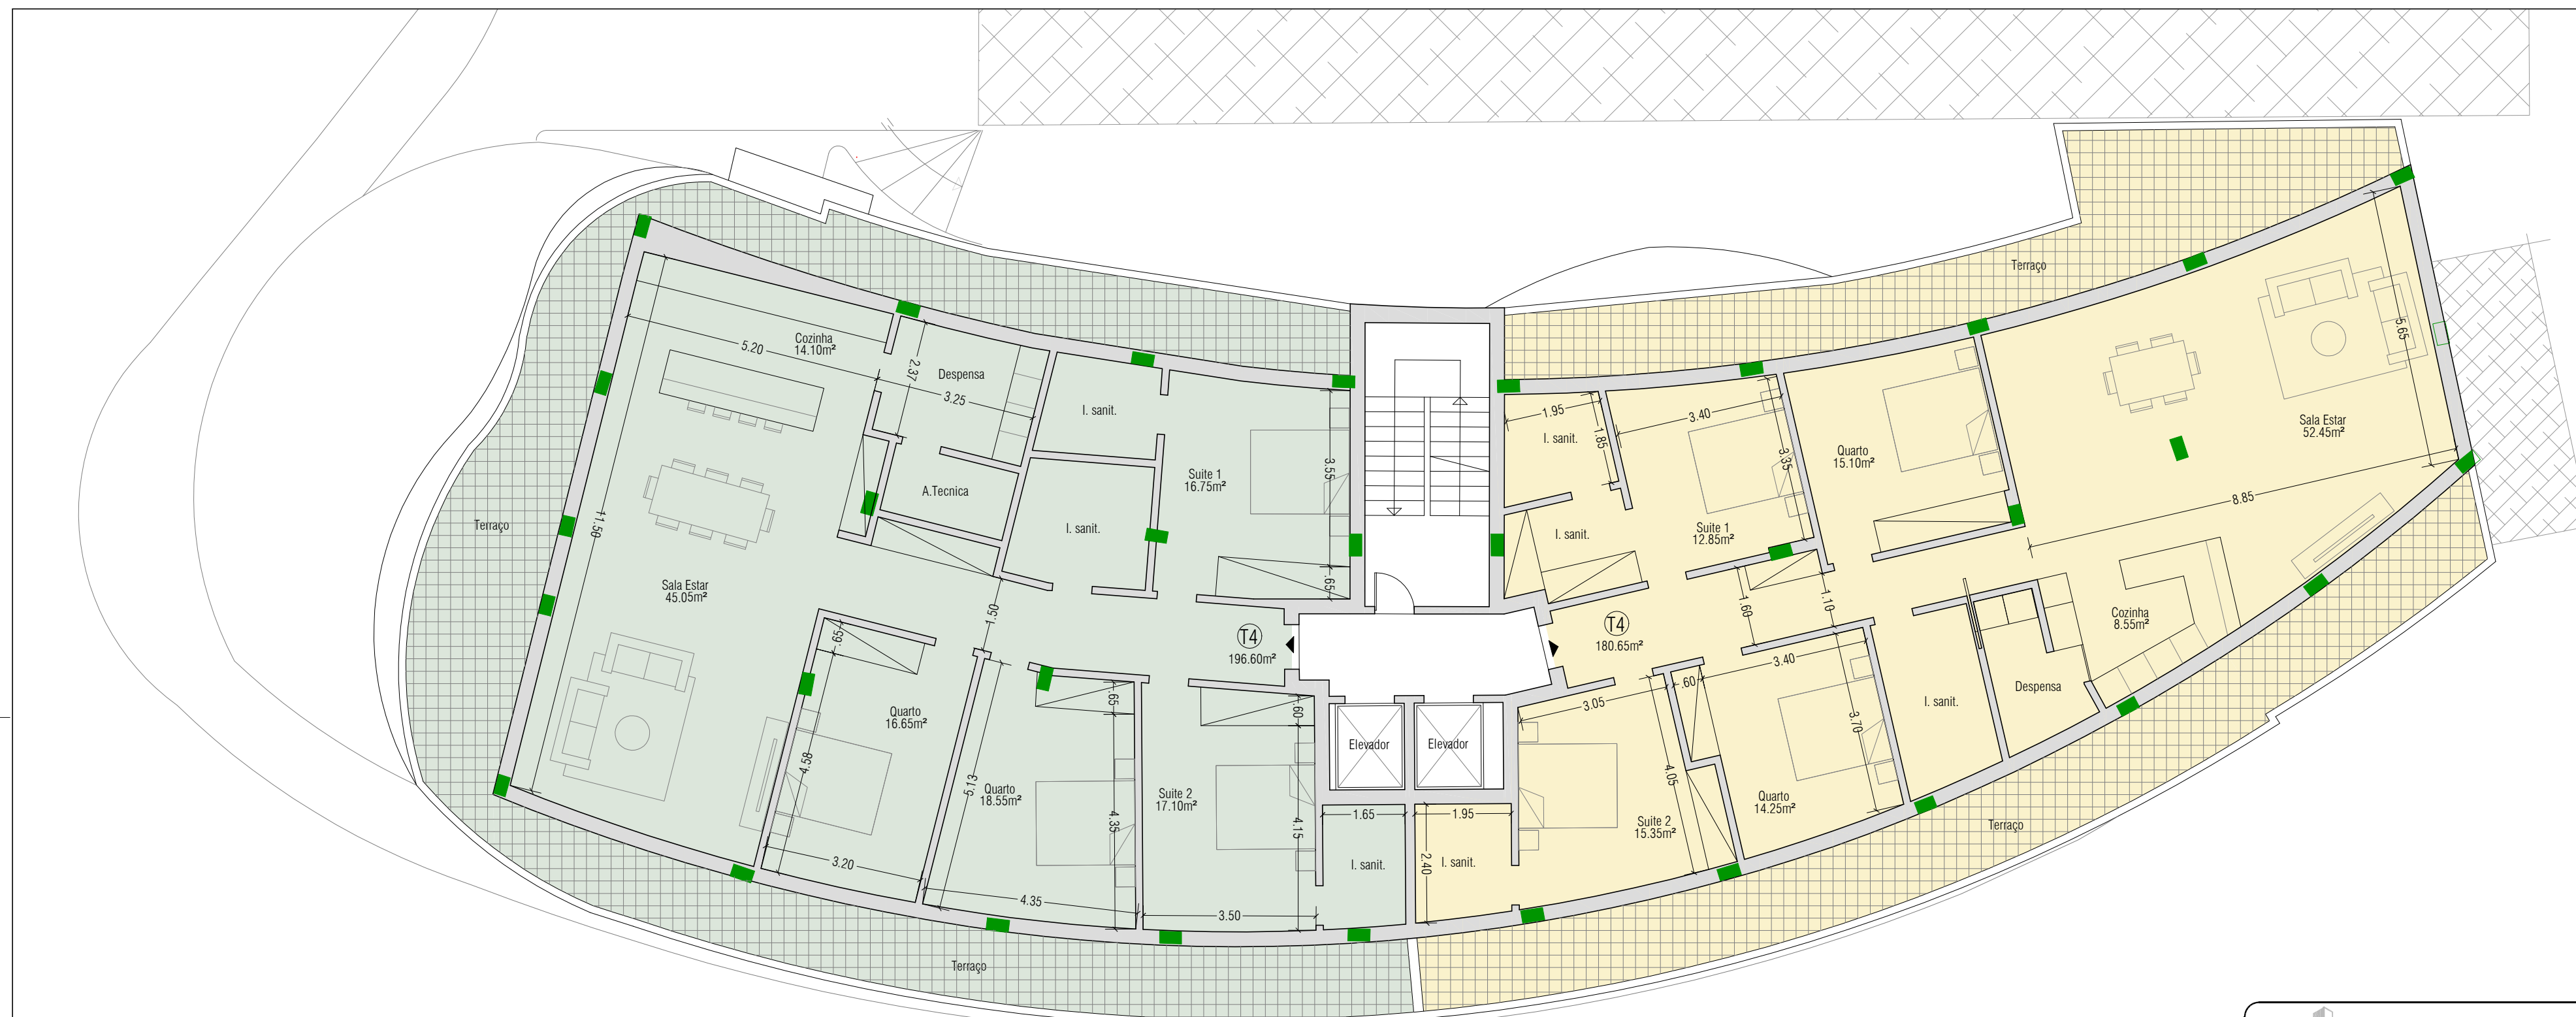 Terraço
Cozinha
14.10m²
5.20
2.37
Despensa
3.25
I. sanit.
A.Tecnica
I. sanit.
Suite 1
16.75m²
3.55
.65
11.50
Terraço
Sala Estar
45.05m²
1.50
T4
196.60m²
.65
Quarto
16.65m²
4.58
3.20
5.13
Quarto
18.55m²
.65
4.35
4.35
Suite 2
17.10m²
.60
4.15
3.50
1.65
I. sanit.
Terraço
Elevador
Elevador
1.95
2.40
I. sanit.
1.95
1.85
I. sanit.
I. sanit.
3.40
3.35
Suite 1
12.85m²
Quarto
15.10m²
5.65
Sala Estar
52.45m²
8.85
T4
180.65m²
1.60
1.10
3.05
.60
3.40
4.05
Suite 2
15.35m²
3.70
Quarto
14.25m²
I. sanit.
Despensa
Cozinha
8.55m²
Terraço